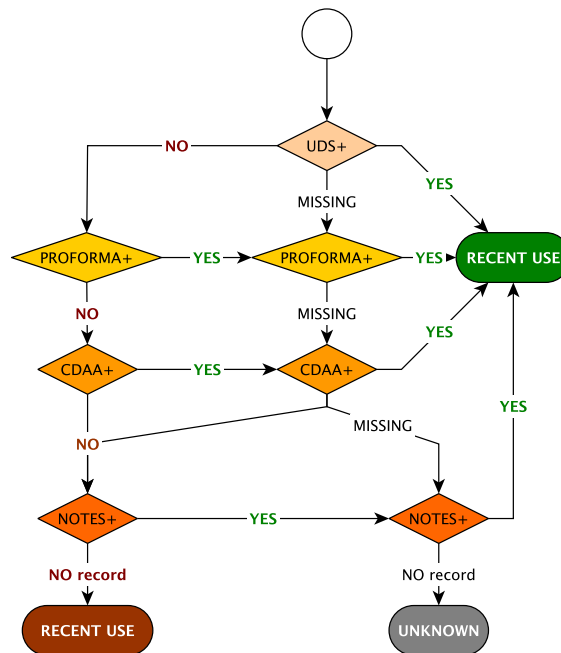 UDS+
NO
YES
MISSING
PROFORMA+
YES
PROFORMA+
YES
RECENT USE
NO
MISSING
YES
CDAA+
YES
CDAA+
YES
NO
MISSING
NOTES+
YES
NOTES+
NO record
NO record
RECENT USE
UNKNOWN